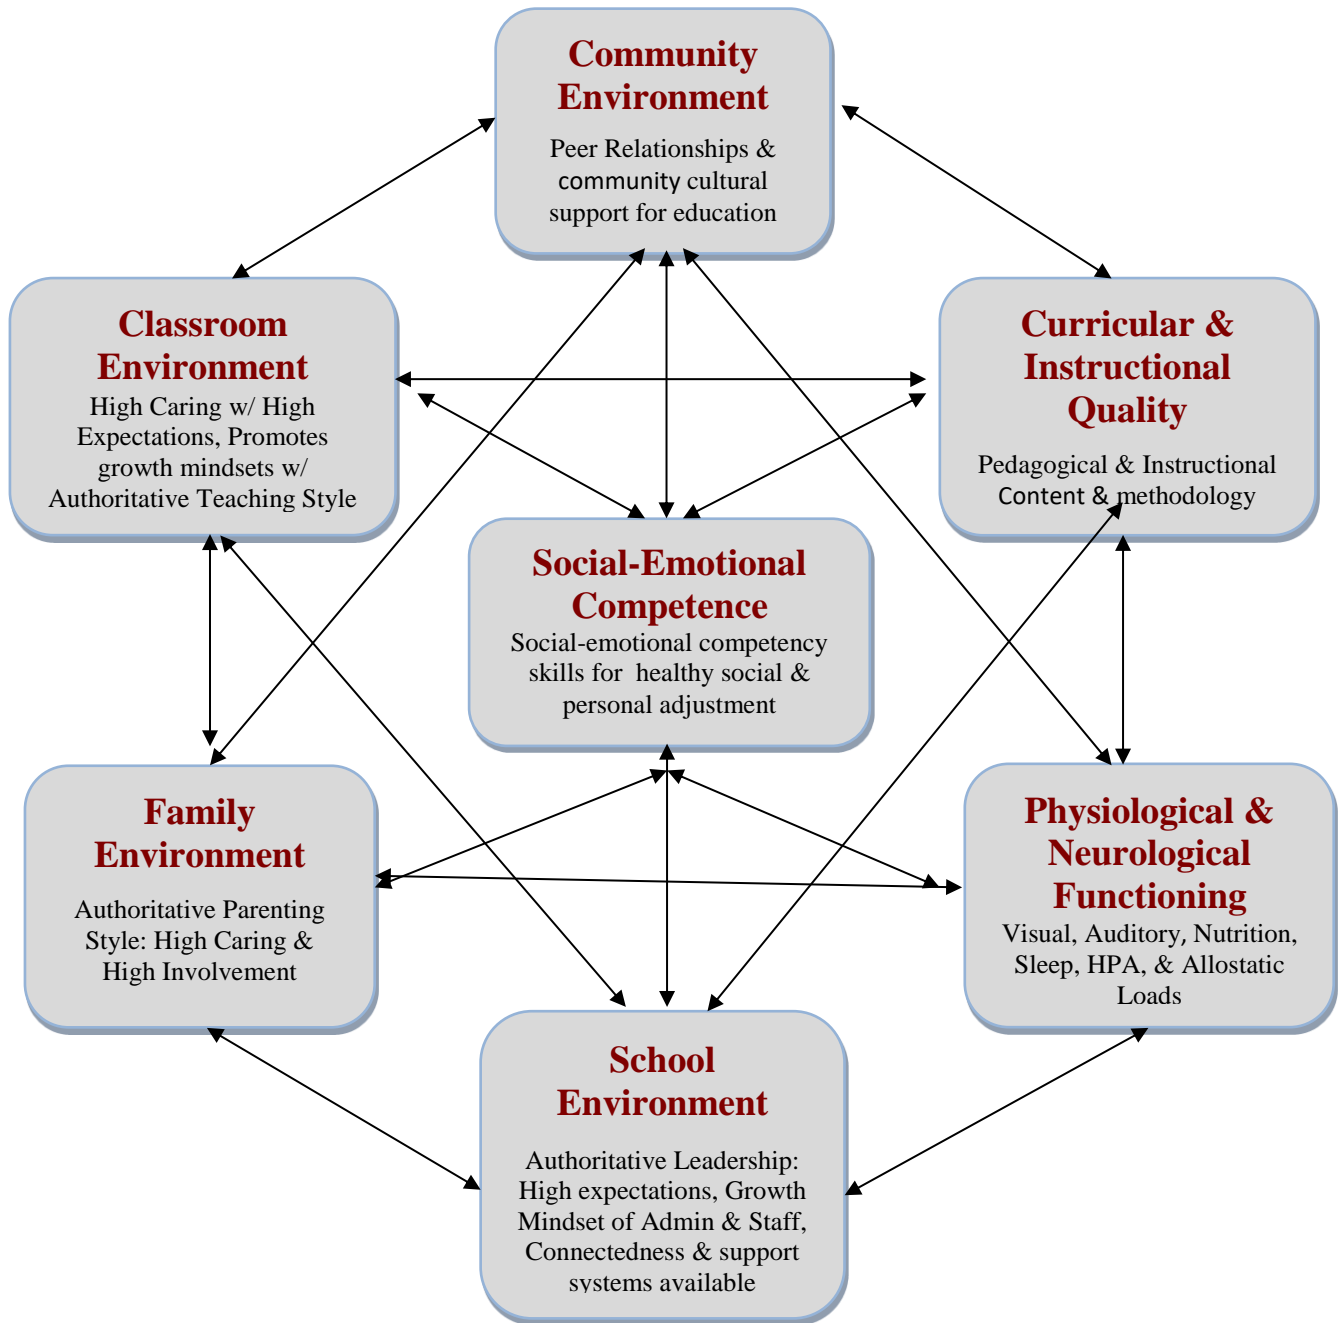 Community
Environment
Peer Relationships &
community cultural
support for education
Classroom
Environment
High Caring w/ High
Expectations, Promotes
growth mindsets w/
Authoritative Teaching Style
Curricular &
Instructional
Quality
Pedagogical & Instructional
Content & methodology
Social-Emotional
Competence
Social-emotional competency
skills for  healthy social &
personal adjustment
Family
Environment
Authoritative Parenting
Style: High Caring &
High Involvement
Physiological &
Neurological
Functioning
Visual, Auditory, Nutrition,
Sleep, HPA, & Allostatic
Loads
School
Environment
Authoritative Leadership:
High expectations, Growth
Mindset of Admin & Staff,
Connectedness & support
systems available